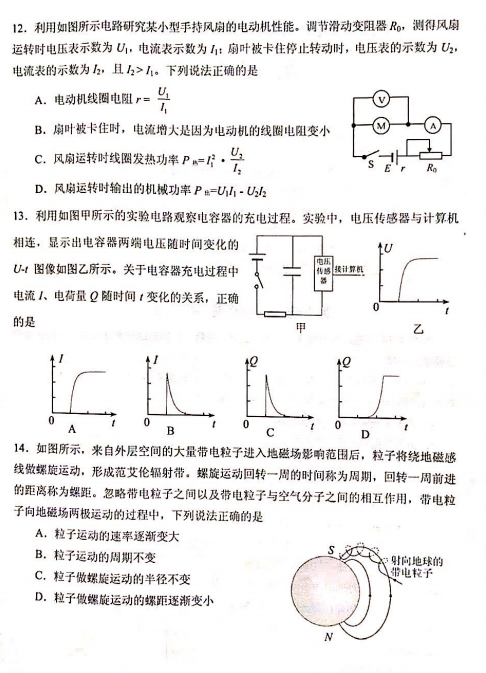 12. 利用如图所示电路研究某小型手持风扇的电动机性能。调节滑动变阻器 R₀，测得风扇
运转时电压表示数为 U₁，电流表示数为 I₁；扇叶被卡住停止转动时，电压表的示数为 U₂，
电流表的示数为 I₂，且 I₂> I₁。下列说法正确的是
A．电动机线圈电阻 r = U₁/I₁
B．扇叶被卡住时，电流增大是因为电动机的线圈电阻变小
C．风扇运转时线圈发热功率 P热=I₁²·U₂/I₂
D．风扇运转时输出的机械功率 P出=U₁I₁ - U₂I₂
V
M
A
S
E
r
R₀
13．利用如图甲所示的实验电路观察电容器的充电过程。实验中，电压传感器与计算机
相连，显示出电容器两端电压随时间变化的
U-t 图像如图乙所示。关于电容器充电过程中
电流 I、电荷量 Q 随时间 t 变化的关系，正确
的是
电压
传感
器
接计算机
甲
U
0
t
乙
I
0
t
A
I
0
t
B
Q
0
t
C
Q
0
t
D
14．如图所示，来自外层空间的大量带电粒子进入地磁场影响范围后，粒子将绕地磁感
线做螺旋运动，形成范艾伦辐射带。螺旋运动回转一周的时间称为周期，回转一周前进
的距离称为螺距。忽略带电粒子之间以及带电粒子与空气分子之间的相互作用，带电粒
子向地磁场两极运动的过程中，下列说法正确的是
A．粒子运动的速率逐渐变大
B．粒子运动的周期不变
C．粒子做螺旋运动的半径不变
D．粒子做螺旋运动的螺距逐渐变小
S
射向地球的
带电粒子
N